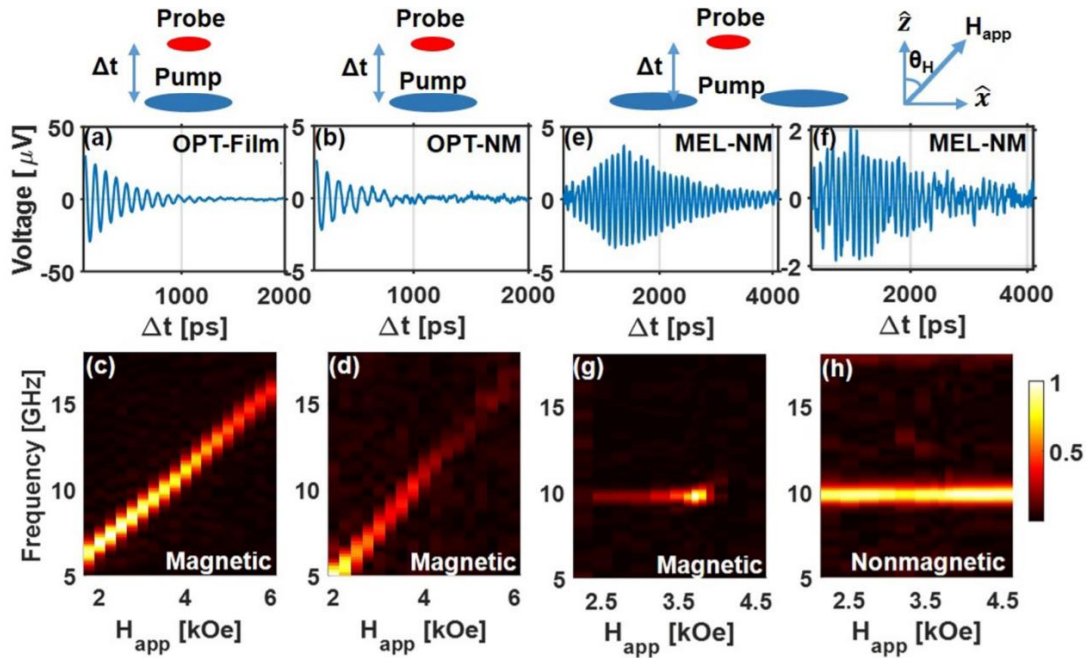 Probe
Δt
Pump
Probe
Δt
Pump
Probe
Δt
Pump
ẑ
H_app
θ_H
x̂
Voltage [μV]
50
0
-50
(a)
OPT-Film
1000
2000
Δt [ps]
5
0
-5
(b)
OPT-NM
1000
2000
Δt [ps]
5
0
-5
(e)
MEL-NM
2000
4000
Δt [ps]
2
0
-2
(f)
MEL-NM
2000
4000
Δt [ps]
Frequency [GHz]
15
10
5
(c)
Magnetic
2
4
6
H_app [kOe]
15
10
5
(d)
Magnetic
2
4
6
H_app [kOe]
15
10
5
(g)
Magnetic
2.5
3.5
4.5
H_app [kOe]
15
10
5
(h)
Nonmagnetic
2.5
3.5
4.5
H_app [kOe]
1
0.5